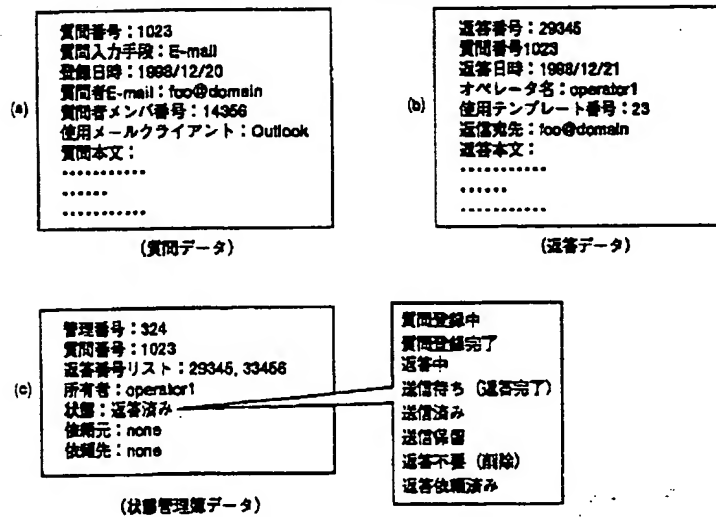 (a)
質問番号：1023
質問入力手段：E-mail
登録日時：1998/12/20
質問者E-mail：foo@domain
質問者メンバ番号：14356
使用メールクライアント：Outlook
質問本文：
............
......
............
(質問データ)
(b)
返答番号：29345
質問番号1023
返答日時：1998/12/21
オペレータ名：operator1
使用テンプレート番号：23
返信宛先：foo@domain
返答本文：
............
......
............
(返答データ)
(c)
管理番号：324
質問番号：1023
返答番号リスト：29345, 33456
所有者：operator1
状態：返答済み
依頼元：none
依頼先：none
(状態管理簿データ)
質問登録中
質問登録完了
返答中
送信待ち（返答完了）
送信済み
送信保留
返答不要（削除）
返答依頼済み